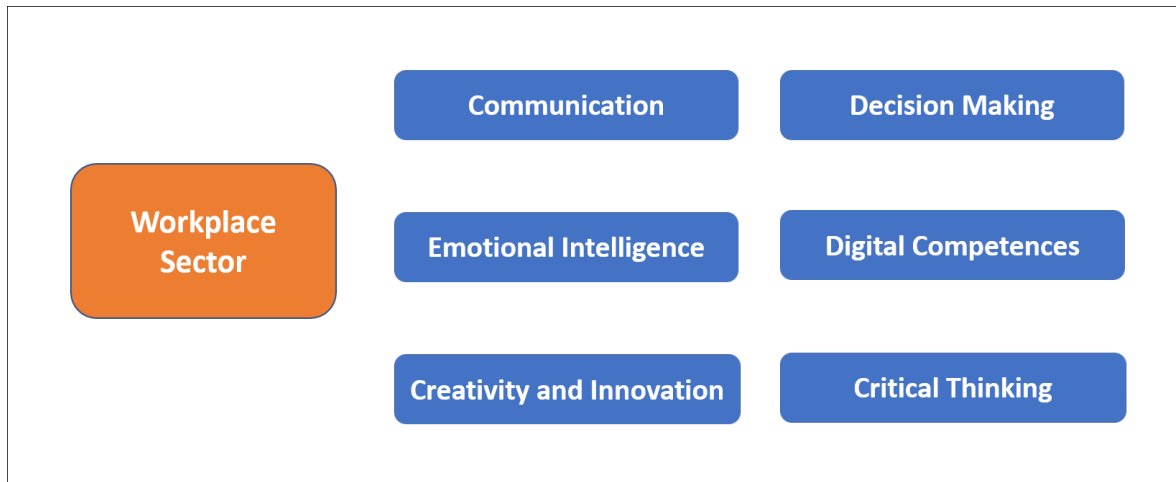 Workplace
Sector
Communication
Decision Making
Emotional Intelligence
Digital Competences
Creativity and Innovation
Critical Thinking